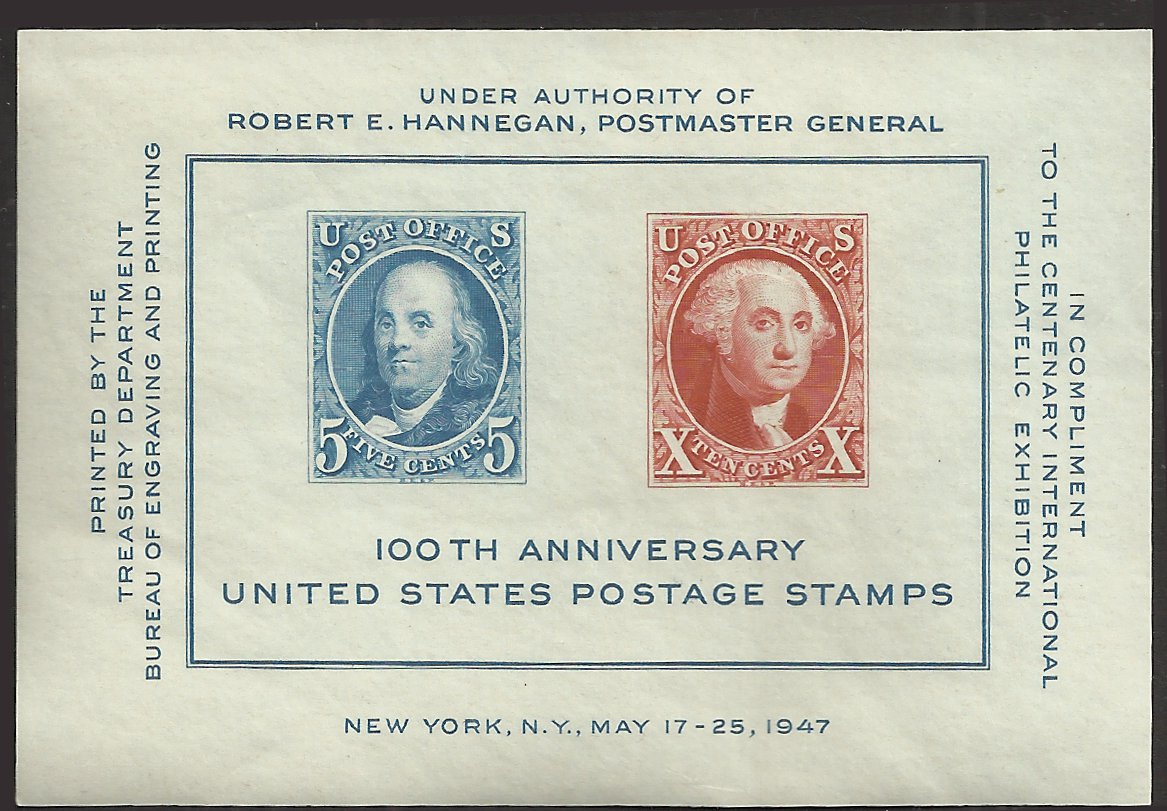 UNDER AUTHORITY OF
ROBERT E. HANNEGAN, POSTMASTER GENERAL
PRINTED BY THE
TREASURY DEPARTMENT
BUREAU OF ENGRAVING AND PRINTING
U S
POST OFFICE
5 5
FIVE CENTS
U S
POST OFFICE
X X
TEN CENTS
100TH ANNIVERSARY
UNITED STATES POSTAGE STAMPS
IN COMPLIMENT
TO THE CENTENARY INTERNATIONAL
PHILATELIC EXHIBITION
NEW YORK, N.Y., MAY 17-25, 1947